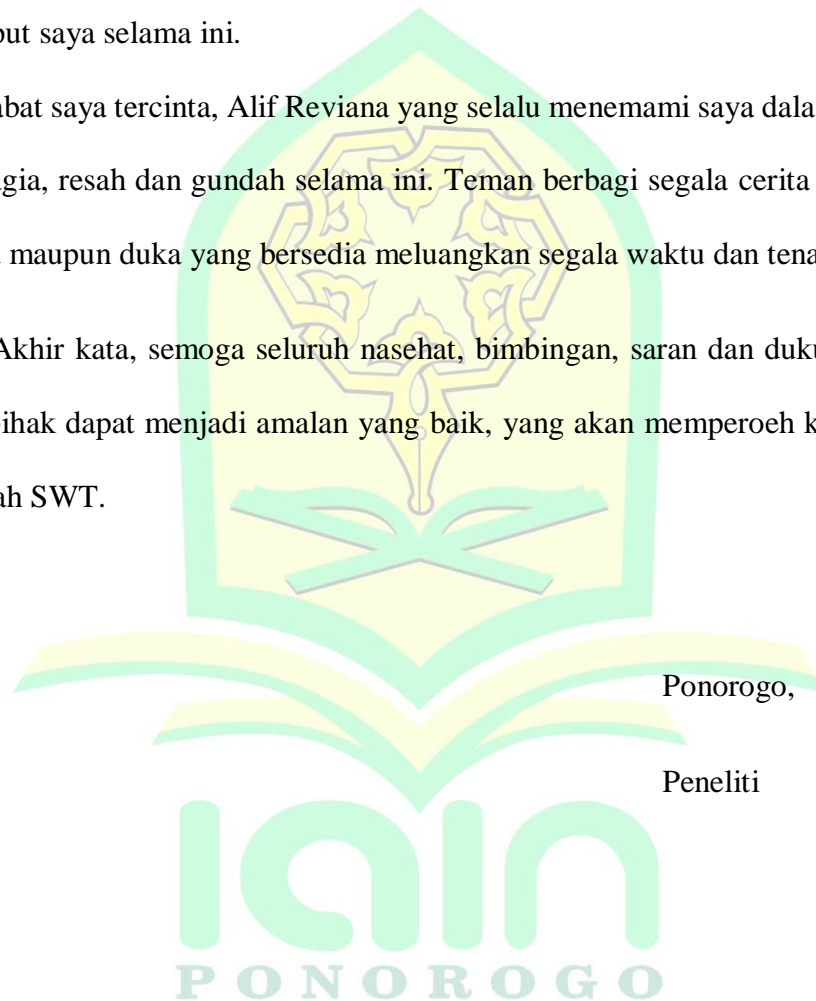 but saya selama ini.
abat saya tercinta, Alif Reviana yang selalu menemami saya dala
gia, resah dan gundah selama ini. Teman berbagi segala cerita
maupun duka yang bersedia meluangkan segala waktu dan tena
Akhir kata, semoga seluruh nasehat, bimbingan, saran dan duku
pihak dapat menjadi amalan yang baik, yang akan memperoeh k
ah SWT.
Ponorogo,
Peneliti
iain
PONOROGO